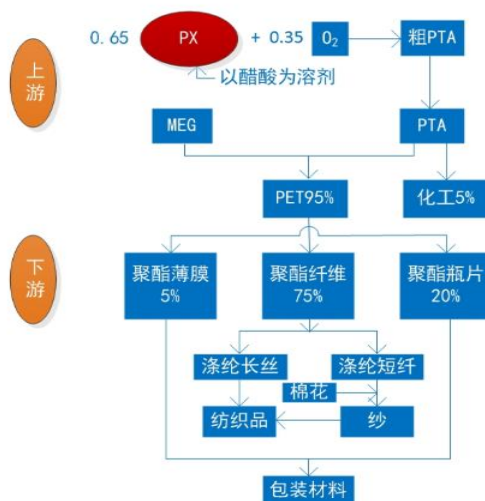 上游
0.65 PX + 0.35 O₂ 粗PTA
以醋酸为溶剂
MEG PTA
PET95% 化工5%
下游
聚酯薄膜 5%
聚酯纤维 75%
聚酯瓶片 20%
涤纶长丝 涤纶短纤
棉花
纺织品 纱
包装材料